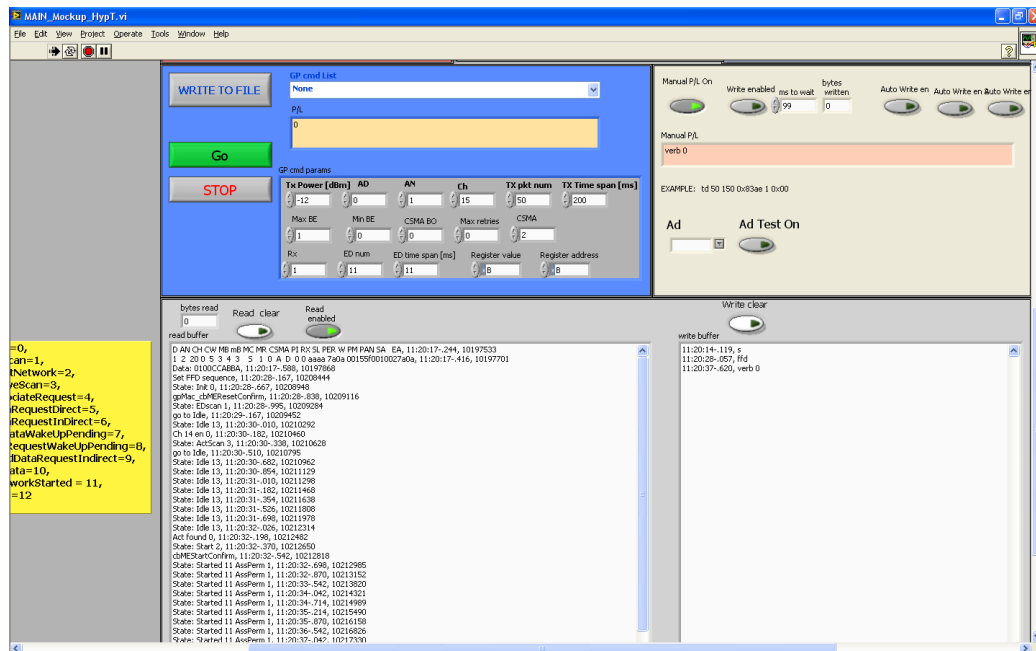 MAIN_Mockup_HypT.vi
File Edit View Project Operate Tools Window Help
WRITE TO FILE
GP cmd List
None
P/L
0
Go
STOP
GP cmd params
Tx Power [dBm] AD AN Ch TX pkt num TX Time span [ms]
-12 0 1 15 50 200
Max BE Min BE CSMA BO Max retries CSMA
1 0 0 0 2
Rx ED num ED time span [ms] Register value Register address
1 11 11 B B
Manual P/L On
Write enabled ms to wait bytes written
99 0
Auto Write en Auto Write en Auto Write en
Manual P/L
verb 0
EXAMPLE: td 50 150 0x83ae 1 0x00
Ad Ad Test On
=0,
can=1,
tNetwork=2,
veScan=3,
ociateRequest=4,
aRequestDirect=5,
aRequestInDirect=6,
ataWakeUpPending=7,
RequestWakeUpPending=8,
dDataRequestIndirect=9,
ata=10,
workStarted = 11,
=12
bytes read
0
Read clear
Read enabled
read buffer
D AN CH CW MB mB MC MR CSMA PI RX SL PER W PM PAN SA EA, 11:20:17-.244, 10197533
1 2 20 0 5 3 4 3 5 1 0 A D 0 0 aaaa 7a0a 00155f0010027a0a, 11:20:17-.416, 10197701
Data: 0100CCABBA, 11:20:17-.588, 10197868
Set FFD sequence, 11:20:28-.167, 10208444
State: Init 0, 11:20:28-.667, 10208948
gpMac_cbMEResetConfirm, 11:20:28-.838, 10209116
State: EDscan 1, 11:20:28-.995, 10209284
go to Idle, 11:20:29-.167, 10209452
State: Idle 13, 11:20:30-.010, 10210292
Ch 14 en 0, 11:20:30-.182, 10210460
State: ActScan 3, 11:20:30-.338, 10210628
go to Idle, 11:20:30-.510, 10210795
State: Idle 13, 11:20:30-.682, 10210962
State: Idle 13, 11:20:30-.854, 10211129
State: Idle 13, 11:20:31-.010, 10211298
State: Idle 13, 11:20:31-.182, 10211468
State: Idle 13, 11:20:31-.354, 10211638
State: Idle 13, 11:20:31-.526, 10211808
State: Idle 13, 11:20:31-.698, 10211978
State: Idle 13, 11:20:32-.026, 10212314
Act found 0, 11:20:32-.198, 10212482
State: Start 2, 11:20:32-.370, 10212650
cbMEStartConfirm, 11:20:32-.542, 10212818
State: Started 11 AssPerm 1, 11:20:32-.698, 10212985
State: Started 11 AssPerm 1, 11:20:32-.870, 10213152
State: Started 11 AssPerm 1, 11:20:33-.542, 10213820
State: Started 11 AssPerm 1, 11:20:34-.042, 10214321
State: Started 11 AssPerm 1, 11:20:34-.714, 10214989
State: Started 11 AssPerm 1, 11:20:35-.214, 10215490
State: Started 11 AssPerm 1, 11:20:35-.870, 10216158
State: Started 11 AssPerm 1, 11:20:36-.542, 10216826
State: Started 11 AssPerm 1, 11:20:37-.042, 10217330
Write clear
write buffer
11:20:14-.119, s
11:20:28-.057, ffd
11:20:37-.620, verb 0